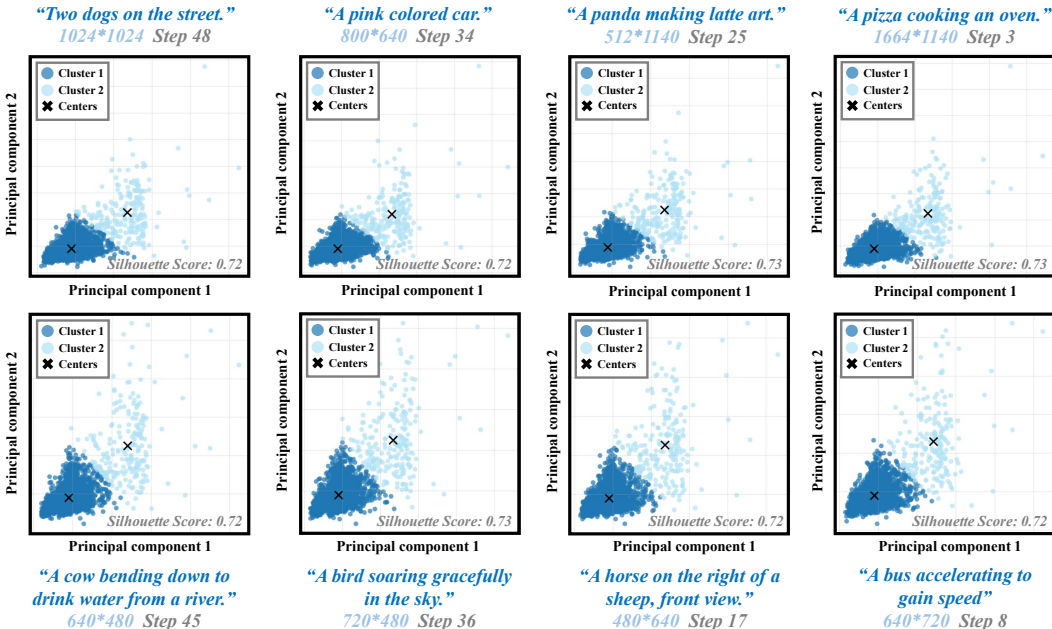 “Two dogs on the street.”
1024*1024 Step 48
“A pink colored car.”
800*640 Step 34
“A panda making latte art.”
512*1140 Step 25
“A pizza cooking an oven.”
1664*1140 Step 3
Principal component 2
Cluster 1
Cluster 2
Centers
Silhouette Score: 0.72
Principal component 1
Principal component 2
Cluster 1
Cluster 2
Centers
Silhouette Score: 0.72
Principal component 1
Principal component 2
Cluster 1
Cluster 2
Centers
Silhouette Score: 0.73
Principal component 1
Principal component 2
Cluster 1
Cluster 2
Centers
Silhouette Score: 0.73
Principal component 1
Principal component 2
Cluster 1
Cluster 2
Centers
Silhouette Score: 0.72
Principal component 1
Principal component 2
Cluster 1
Cluster 2
Centers
Silhouette Score: 0.73
Principal component 1
Principal component 2
Cluster 1
Cluster 2
Centers
Silhouette Score: 0.72
Principal component 1
Principal component 2
Cluster 1
Cluster 2
Centers
Silhouette Score: 0.72
Principal component 1
“A cow bending down to
drink water from a river.”
640*480 Step 45
“A bird soaring gracefully
in the sky.”
720*480 Step 36
“A horse on the right of a
sheep, front view.”
480*640 Step 17
“A bus accelerating to
gain speed”
640*720 Step 8